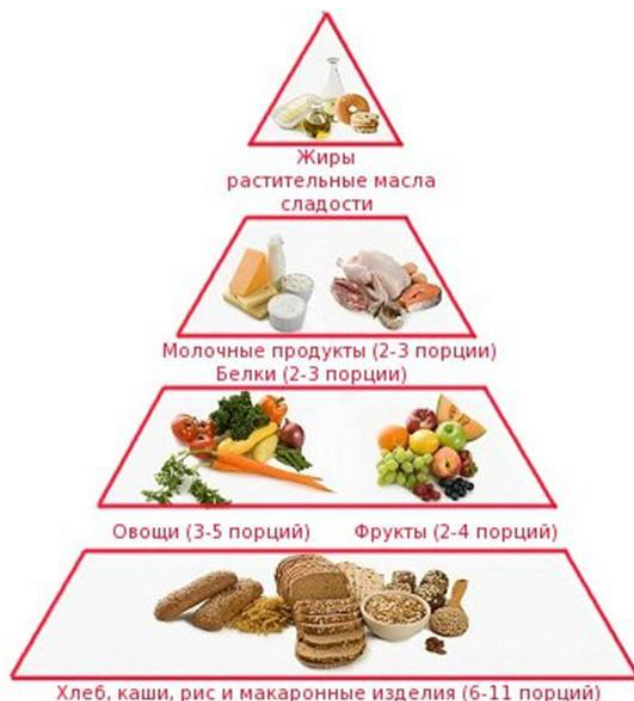 Жиры
растительные масла
сладости
Молочные продукты (2-3 порции)
Белки (2-3 порции)
Овощи (3-5 порций)
Фрукты (2-4 порций)
Хлеб, каши, рис и макаронные изделия (6-11 порций)